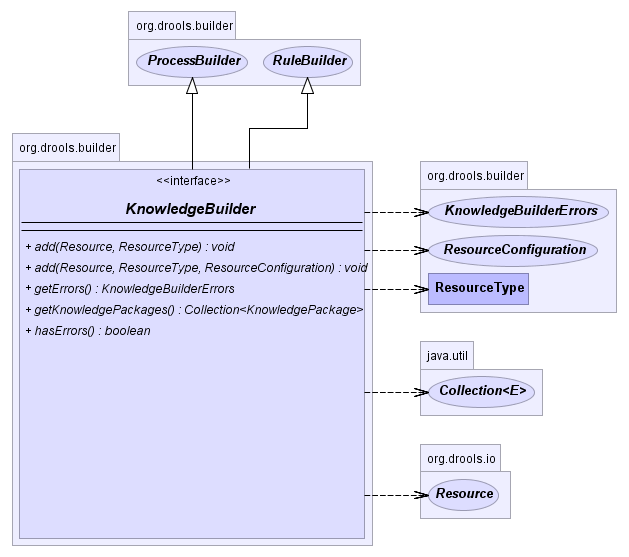 org.drools.builder
ProcessBuilder
RuleBuilder
org.drools.builder
<<interface>>
KnowledgeBuilder
+ add(Resource, ResourceType) : void
+ add(Resource, ResourceType, ResourceConfiguration) : void
+ getErrors() : KnowledgeBuilderErrors
+ getKnowledgePackages() : Collection<KnowledgePackage>
+ hasErrors() : boolean
org.drools.builder
KnowledgeBuilderErrors
ResourceConfiguration
ResourceType
java.util
Collection<E>
org.drools.io
Resource